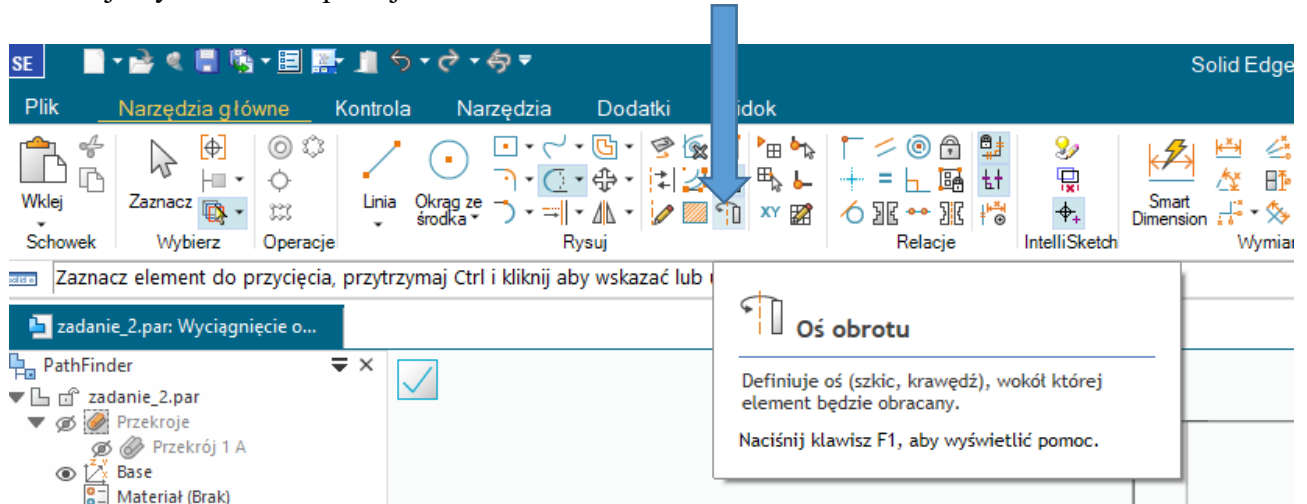 SE
Solid Edge
Plik Narzędzia główne Kontrola Narzędzia Dodatki idok
Wklej
Zaznacz
Linia
Okrąg ze
środka
Smart
Dimension
XY
Schowek Wybierz Operacje Rysuj Relacje IntelliSketch Wymiar
Zaznacz element do przycięcia, przytrzymaj Ctrl i kliknij aby wskazać lub
zadanie_2.par: Wyciągnięcie o...
PathFinder
zadanie_2.par
Przekroje
Przekrój 1 A
Base
Materiał (Brak)
Oś obrotu
Definiuje oś (szkic, krawędź), wokół której
element będzie obracany.
Naciśnij klawisz F1, aby wyświetlić pomoc.